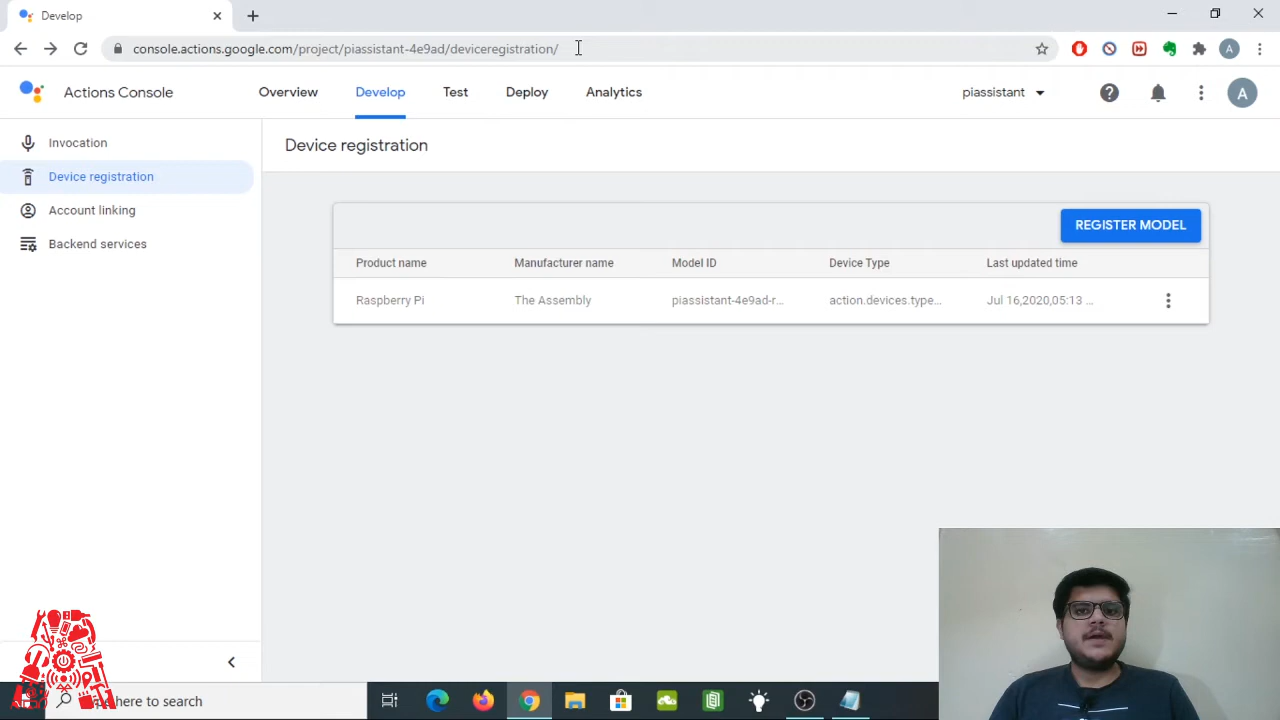 Develop
console.actions.google.com/project/piassistant-4e9ad/deviceregistration/
A
Actions Console
Overview
Develop
Test
Deploy
Analytics
piassistant
A
Invocation
Device registration
Account linking
Backend services
Device registration
REGISTER MODEL
Product name
Manufacturer name
Model ID
Device Type
Last updated time
Raspberry Pi
The Assembly
piassistant-4e9ad-r...
action.devices.type...
Jul 16,2020,05:13 ...
here to search